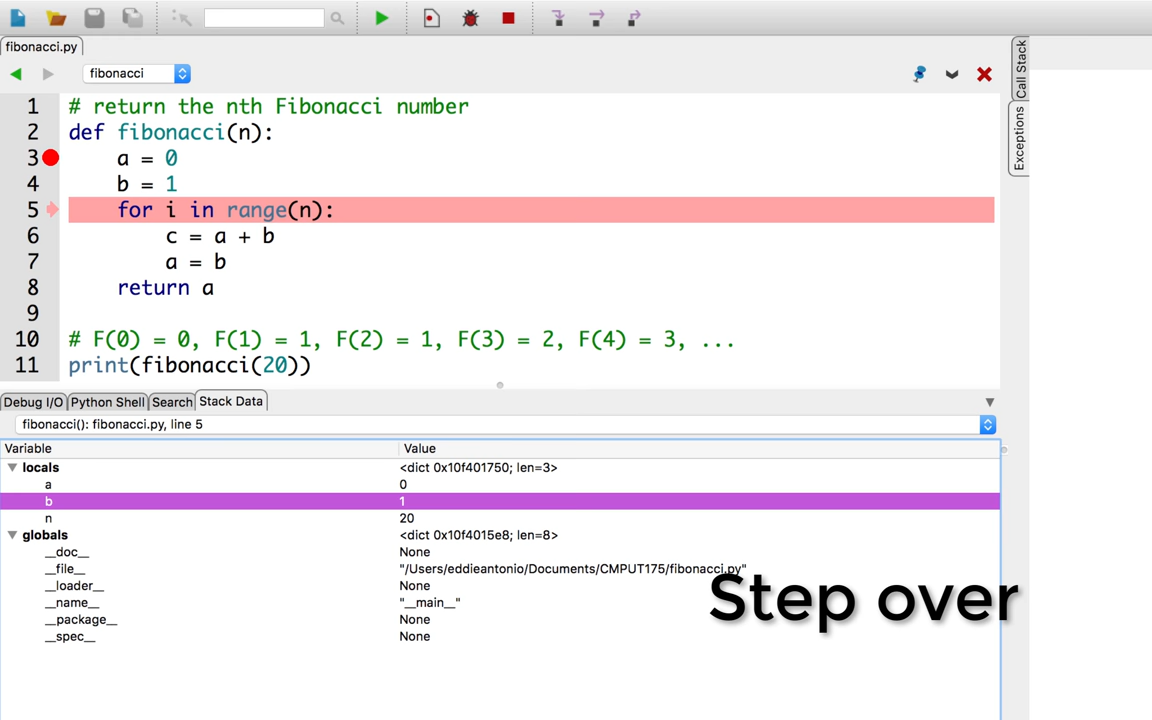 fibonacci.py
fibonacci
1 # return the nth Fibonacci number
2 def fibonacci(n):
3 a = 0
4 b = 1
5 for i in range(n):
6 c = a + b
7 a = b
8 return a
9
10 # F(0) = 0, F(1) = 1, F(2) = 1, F(3) = 2, F(4) = 3, ...
11 print(fibonacci(20))
Call Stack
Exceptions
Debug I/O Python Shell Search Stack Data
fibonacci(): fibonacci.py, line 5
Variable Value
locals <dict 0x10f401750; len=3>
a 0
b 1
n 20
globals <dict 0x10f4015e8; len=8>
__doc__ None
__file__ "/Users/eddieantonio/Documents/CMPUT175/fibonacci.py"
__loader__ None
__name__ "__main__"
__package__ None
__spec__ None
Step over